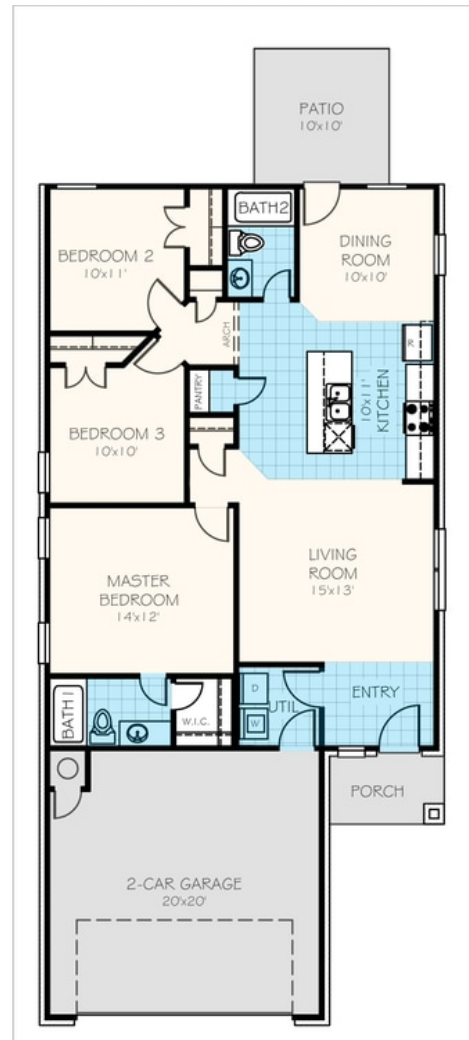 PATIO
10'x10'
BATH2
BEDROOM 2
10'x11'
DINING
ROOM
10'x10'
ARCH
R
PANTRY
10'x11'
KITCHEN
BEDROOM 3
10'x10'
LIVING
ROOM
15'x13'
MASTER
BEDROOM
14'x12'
BATH1
W.I.C.
D
UTIL
W
ENTRY
PORCH
2-CAR GARAGE
20'x20'